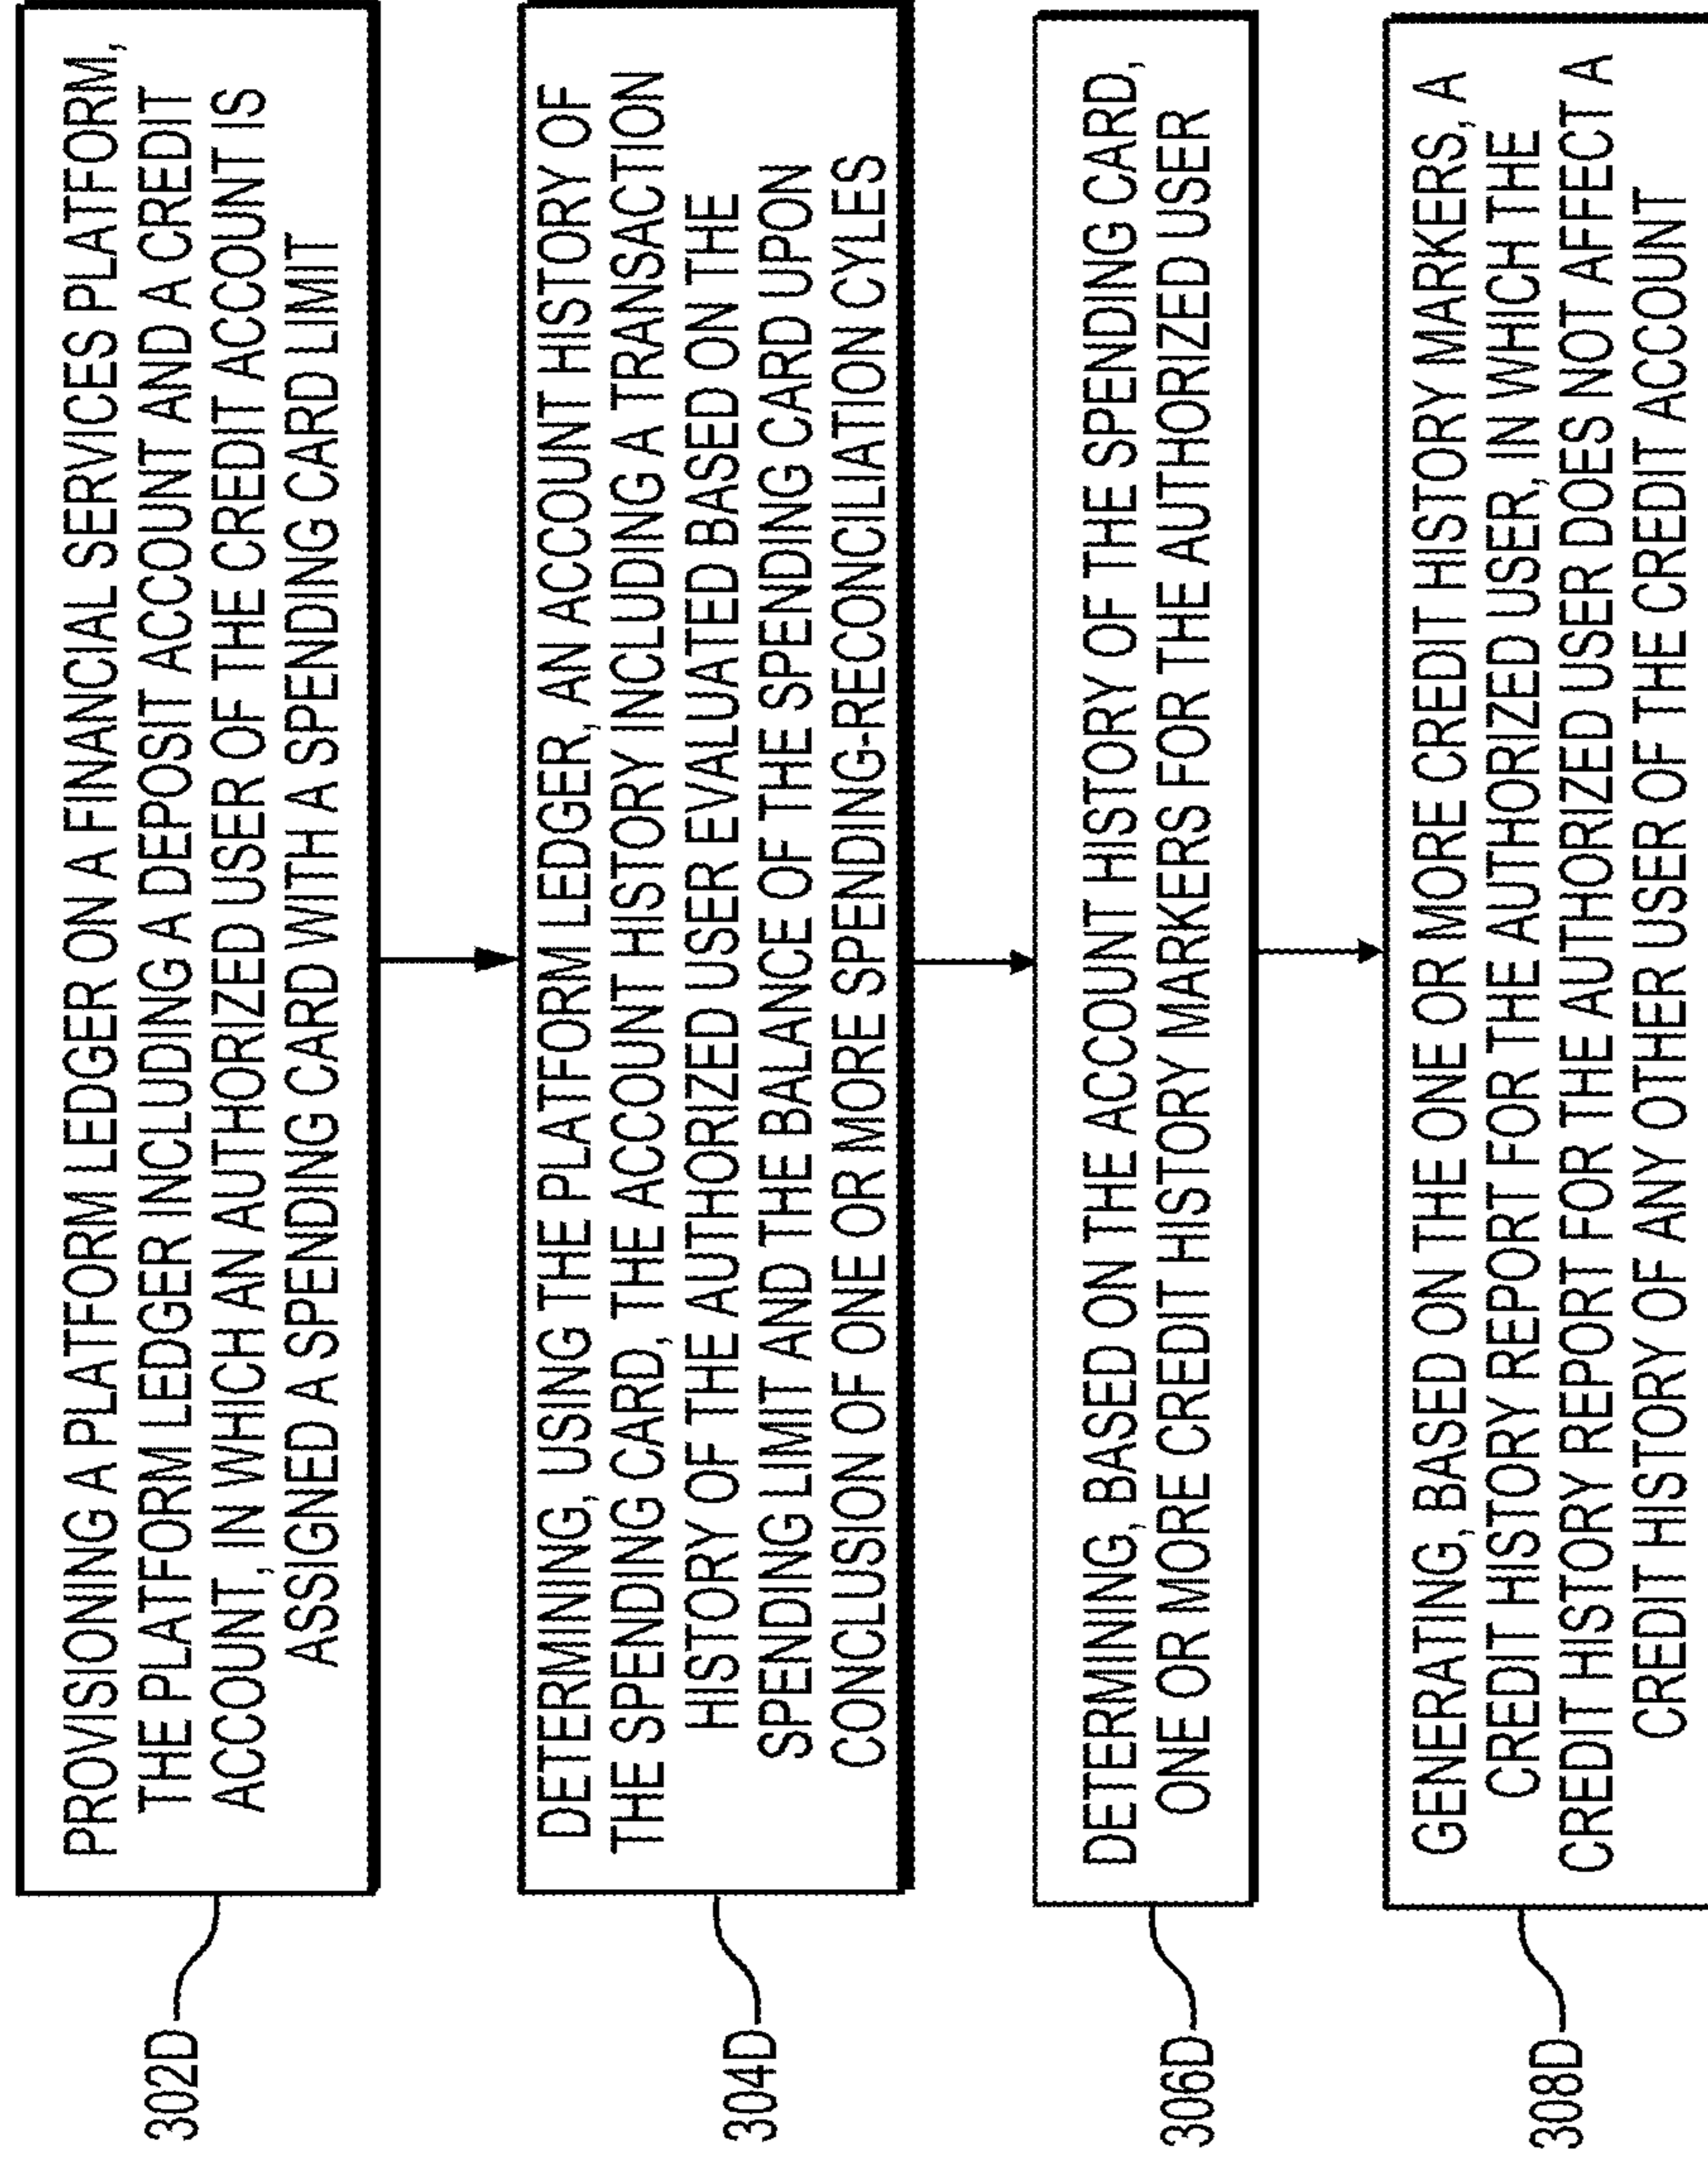 PROVISIONING A PLATFORM LEDGER ON A FINANCIAL SERVICES PLATFORM,
THE PLATFORM LEDGER INCLUDING A DEPOSIT ACCOUNT AND A CREDIT
ACCOUNT, IN WHICH AN AUTHORIZED USER OF THE CREDIT ACCOUNT IS
ASSIGNED A SPENDING CARD WITH A SPENDING CARD LIMIT
302D
DETERMINING, USING THE PLATFORM LEDGER, AN ACCOUNT HISTORY OF
THE SPENDING CARD, THE ACCOUNT HISTORY INCLUDING A TRANSACTION
HISTORY OF THE AUTHORIZED USER EVALUATED BASED ON THE
SPENDING LIMIT AND THE BALANCE OF THE SPENDING CARD UPON
CONCLUSION OF ONE OR MORE SPENDING-RECONCILIATION CYLES
304D
DETERMINING, BASED ON THE ACCOUNT HISTORY OF THE SPENDING CARD,
ONE OR MORE CREDIT HISTORY MARKERS FOR THE AUTHORIZED USER
306D
GENERATING, BASED ON THE ONE OR MORE CREDIT HISTORY MARKERS, A
CREDIT HISTORY REPORT FOR THE AUTHORIZED USER, IN WHICH THE
CREDIT HISTORY REPORT FOR THE AUTHORIZED USER DOES NOT AFFECT A
CREDIT HISTORY OF ANY OTHER USER OF THE CREDIT ACCOUNT
308D